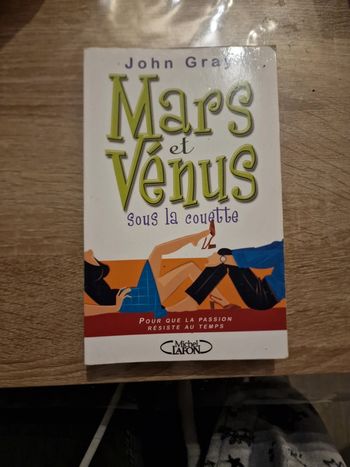 John Gray
Mars
et
Vénus
sous la couette
POUR QUE LA PASSION
RÉSISTE AU TEMPS
Michel
LAFON